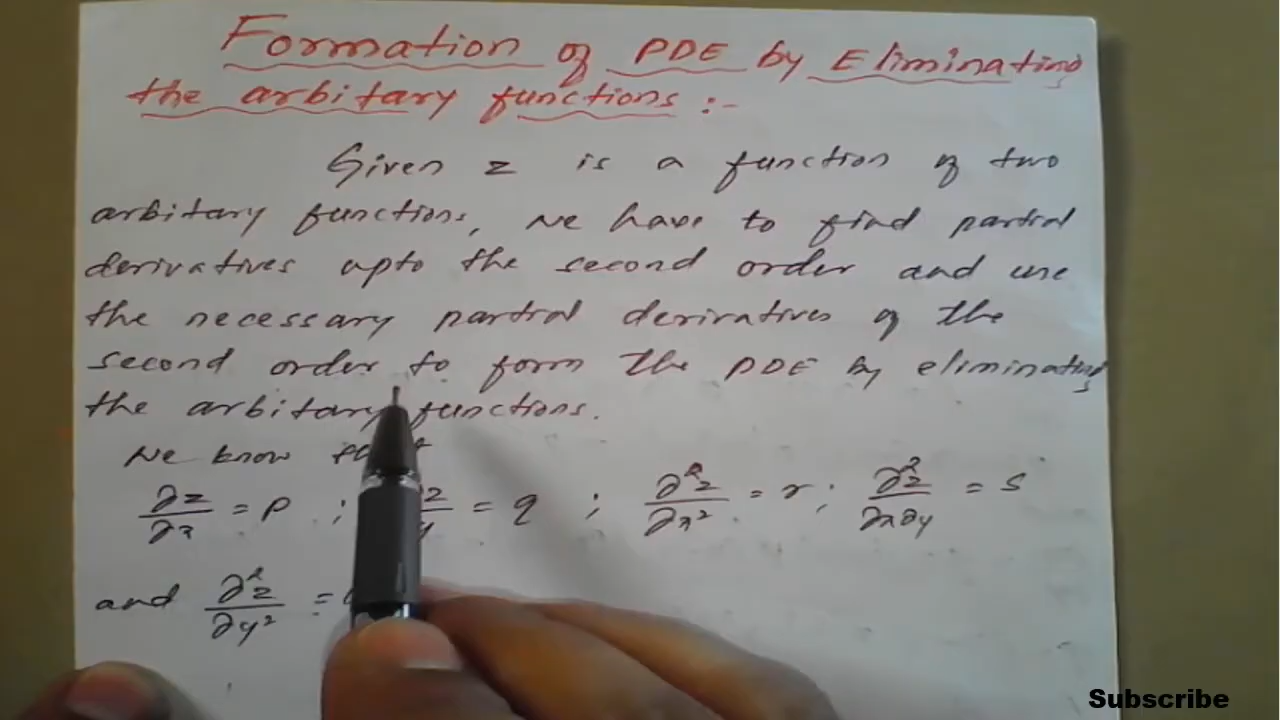 Formation of PDE by Eliminating
the arbitary functions :-
Given z is a function of two
arbitary functions, we have to find partial
derivatives upto the second order and use
the necessary partial derivatives of the
second order to form the PDE by eliminating
the arbitary functions.
We know
∂z/∂x = p ; = q ; ∂²z/∂x² = r ; ∂²z/∂x∂y = s
and ∂²z/∂y² =
Subscribe